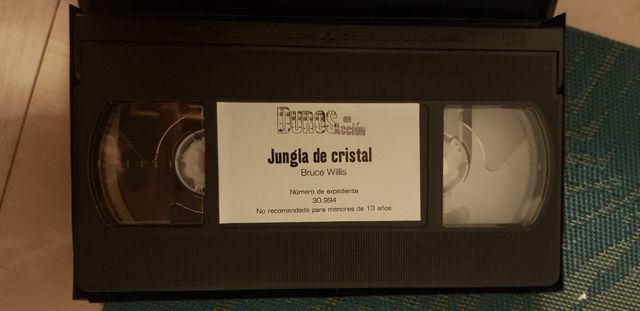 DUROS en Acción
Jungla de cristal
Bruce Willis
Número de expediente
30.994
No recomendada para menores de 13 años